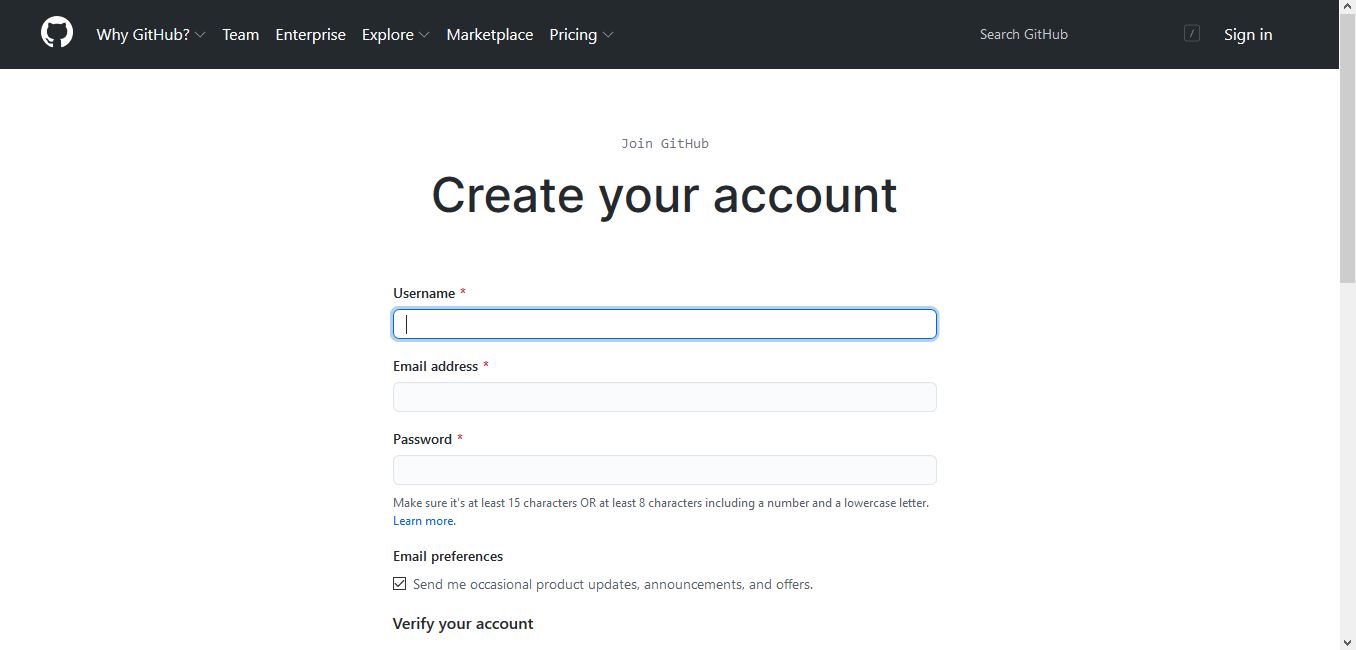 Why GitHub? Team Enterprise Explore Marketplace Pricing Search GitHub / Sign in
Join GitHub
Create your account
Username *
Email address *
Password *
Make sure it's at least 15 characters OR at least 8 characters including a number and a lowercase letter.
Learn more.
Email preferences
Send me occasional product updates, announcements, and offers.
Verify your account